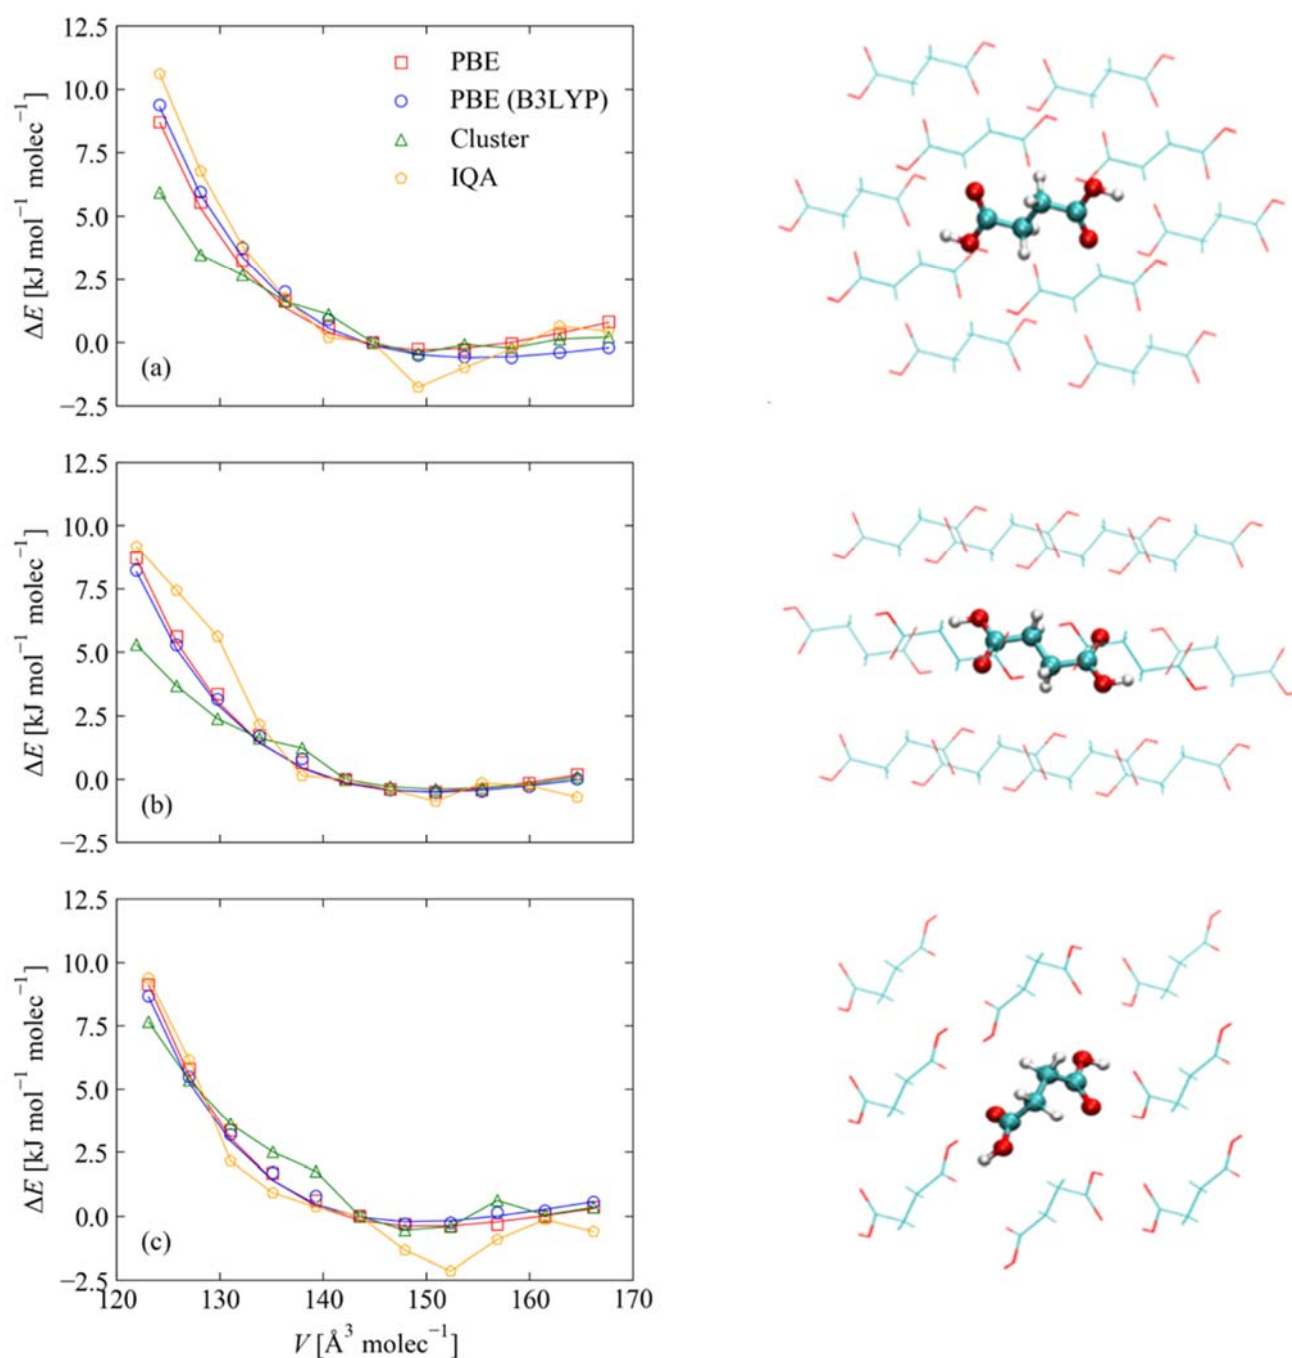 12.5
10.0
7.5
5.0
2.5
0.0
−2.5
ΔE [kJ mol⁻¹ molec⁻¹]
PBE
PBE (B3LYP)
Cluster
IQA
(a)
12.5
10.0
7.5
5.0
2.5
0.0
−2.5
ΔE [kJ mol⁻¹ molec⁻¹]
(b)
12.5
10.0
7.5
5.0
2.5
0.0
−2.5
ΔE [kJ mol⁻¹ molec⁻¹]
(c)
120 130 140 150 160 170
V [Å³ molec⁻¹]